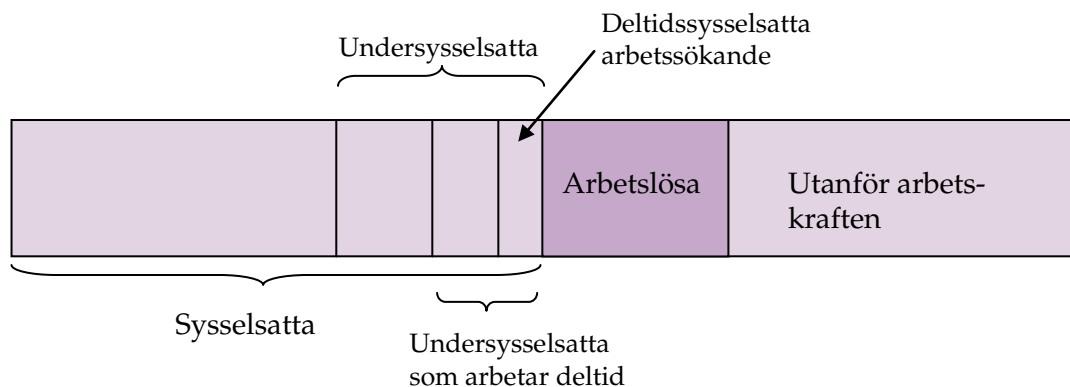 Deltidssysselsatta
arbetssökande
Undersysselsatta
Arbetslösa
Utanför arbets-
kraften
Sysselsatta
Undersysselsatta
som arbetar deltid